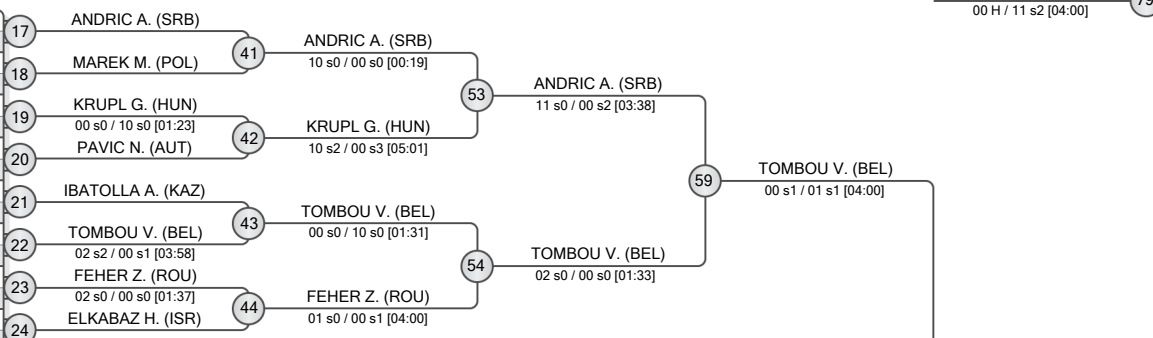 00 H / 11 s2 [04:00]
79
17
ANDRIC A. (SRB)
18
MAREK M. (POL)
41
ANDRIC A. (SRB)
10 s0 / 00 s0 [00:19]
19
KRUPL G. (HUN)
00 s0 / 10 s0 [01:23]
20
PAVIC N. (AUT)
42
KRUPL G. (HUN)
10 s2 / 00 s3 [05:01]
53
ANDRIC A. (SRB)
11 s0 / 00 s2 [03:38]
21
IBATOLLA A. (KAZ)
22
TOMBOU V. (BEL)
02 s2 / 00 s1 [03:58]
43
TOMBOU V. (BEL)
00 s0 / 10 s0 [01:31]
23
FEHER Z. (ROU)
02 s0 / 00 s0 [01:37]
24
ELKABAZ H. (ISR)
44
FEHER Z. (ROU)
01 s0 / 00 s1 [04:00]
54
TOMBOU V. (BEL)
02 s0 / 00 s0 [01:33]
59
TOMBOU V. (BEL)
00 s1 / 01 s1 [04:00]